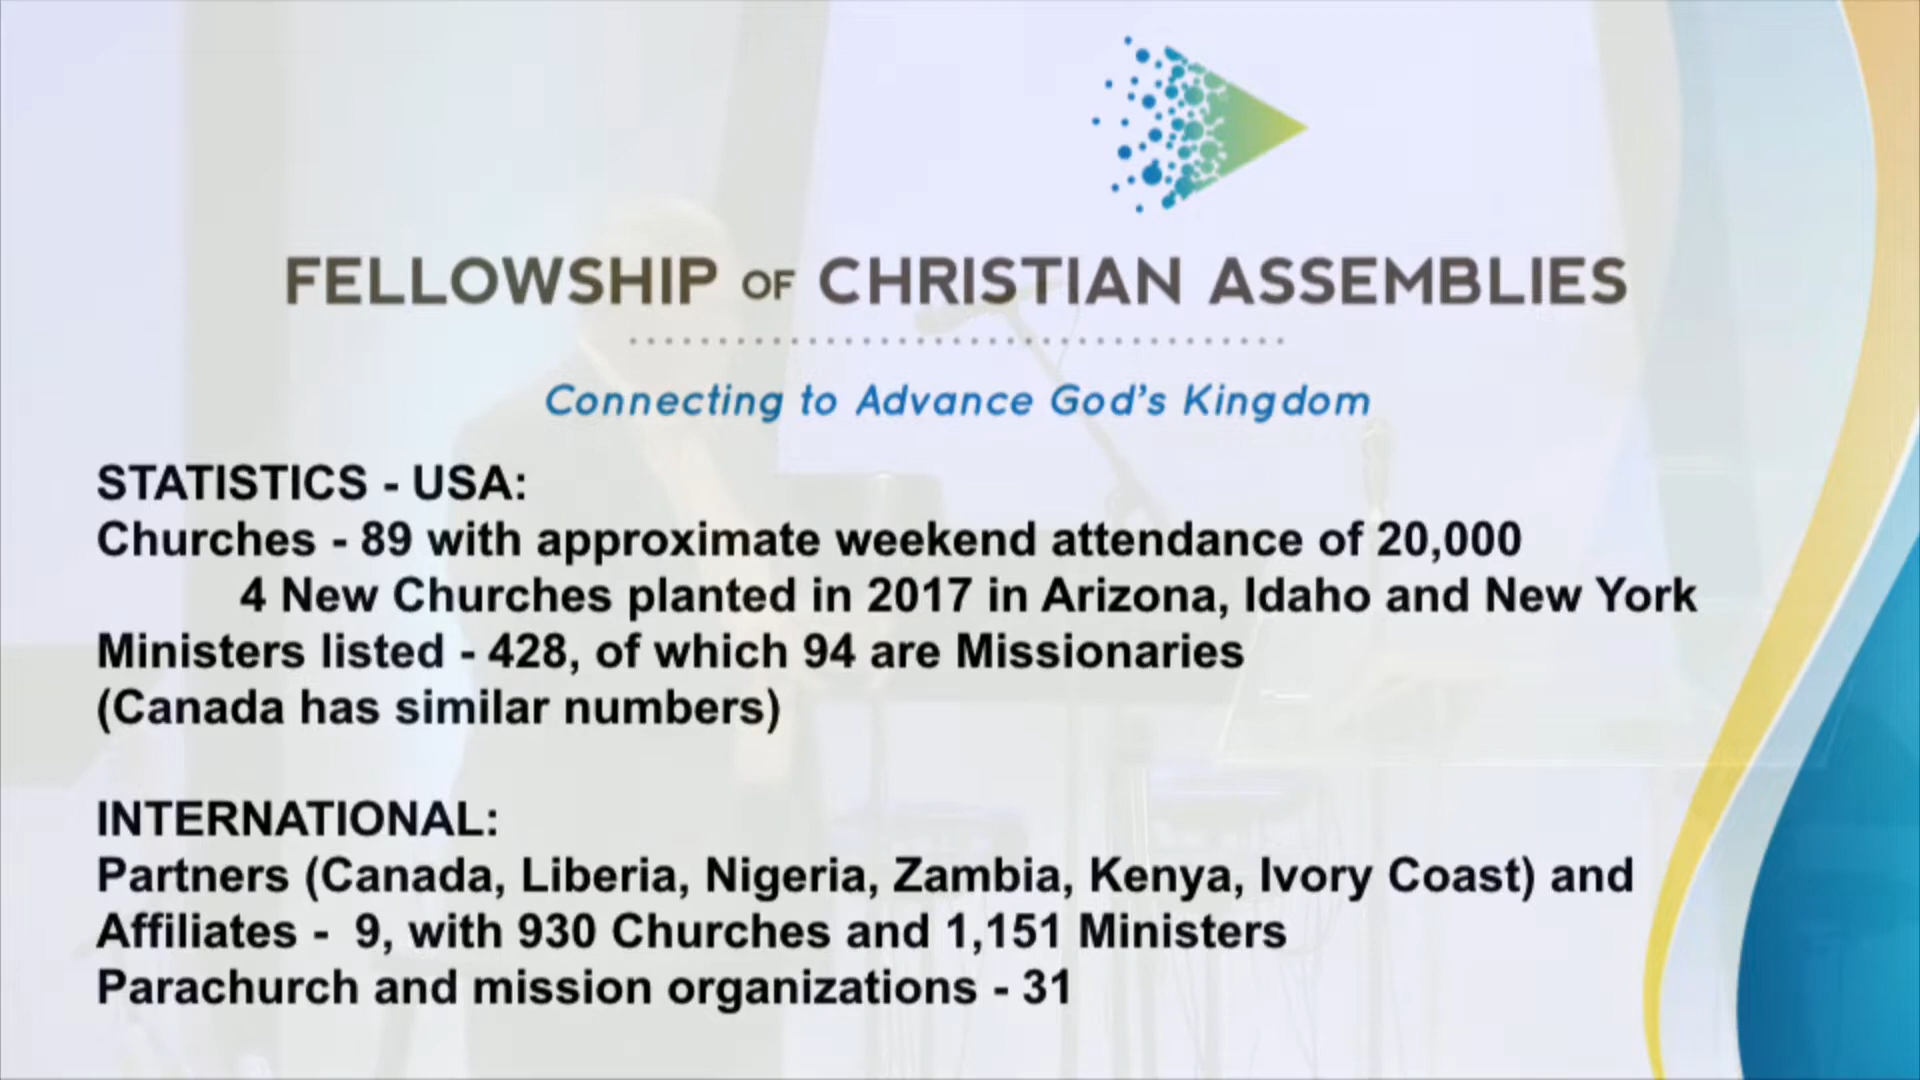 FELLOWSHIP OF CHRISTIAN ASSEMBLIES
Connecting to Advance God's Kingdom
STATISTICS - USA:
Churches - 89 with approximate weekend attendance of 20,000
4 New Churches planted in 2017 in Arizona, Idaho and New York
Ministers listed - 428, of which 94 are Missionaries
(Canada has similar numbers)
INTERNATIONAL:
Partners (Canada, Liberia, Nigeria, Zambia, Kenya, Ivory Coast) and
Affiliates -  9, with 930 Churches and 1,151 Ministers
Parachurch and mission organizations - 31